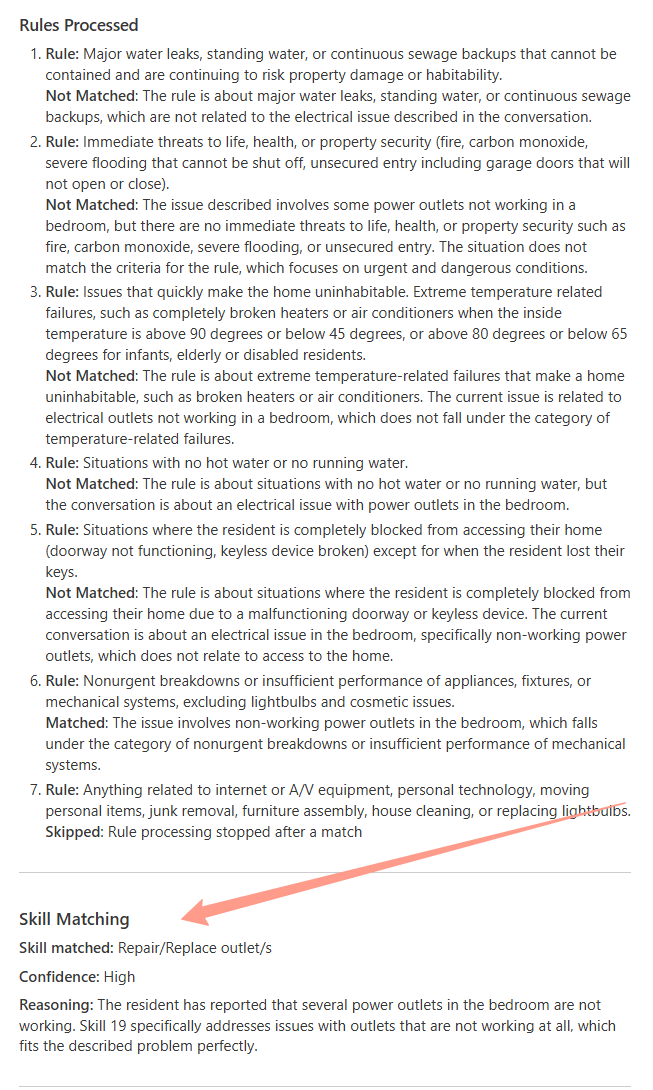 Rules Processed
1. Rule: Major water leaks, standing water, or continuous sewage backups that cannot be
contained and are continuing to risk property damage or habitability.
Not Matched: The rule is about major water leaks, standing water, or continuous sewage
backups, which are not related to the electrical issue described in the conversation.
2. Rule: Immediate threats to life, health, or property security (fire, carbon monoxide,
severe flooding that cannot be shut off, unsecured entry including garage doors that will
not open or close).
Not Matched: The issue described involves some power outlets not working in a
bedroom, but there are no immediate threats to life, health, or property security such as
fire, carbon monoxide, severe flooding, or unsecured entry. The situation does not
match the criteria for the rule, which focuses on urgent and dangerous conditions.
3. Rule: Issues that quickly make the home uninhabitable. Extreme temperature related
failures, such as completely broken heaters or air conditioners when the inside
temperature is above 90 degrees or below 45 degrees, or above 80 degrees or below 65
degrees for infants, elderly or disabled residents.
Not Matched: The rule is about extreme temperature-related failures that make a home
uninhabitable, such as broken heaters or air conditioners. The current issue is related to
electrical outlets not working in a bedroom, which does not fall under the category of
temperature-related failures.
4. Rule: Situations with no hot water or no running water.
Not Matched: The rule is about situations with no hot water or no running water, but
the conversation is about an electrical issue with power outlets in the bedroom.
5. Rule: Situations where the resident is completely blocked from accessing their home
(doorway not functioning, keyless device broken) except for when the resident lost their
keys.
Not Matched: The rule is about situations where the resident is completely blocked from
accessing their home due to a malfunctioning doorway or keyless device. The current
conversation is about an electrical issue in the bedroom, specifically non-working power
outlets, which does not relate to access to the home.
6. Rule: Nonurgent breakdowns or insufficient performance of appliances, fixtures, or
mechanical systems, excluding lightbulbs and cosmetic issues.
Matched: The issue involves non-working power outlets in the bedroom, which falls
under the category of nonurgent breakdowns or insufficient performance of mechanical
systems.
7. Rule: Anything related to internet or A/V equipment, personal technology, moving
personal items, junk removal, furniture assembly, house cleaning, or replacing lightbulbs.
Skipped: Rule processing stopped after a match
Skill Matching
Skill matched: Repair/Replace outlet/s
Confidence: High
Reasoning: The resident has reported that several power outlets in the bedroom are not
working. Skill 19 specifically addresses issues with outlets that are not working at all, which
fits the described problem perfectly.